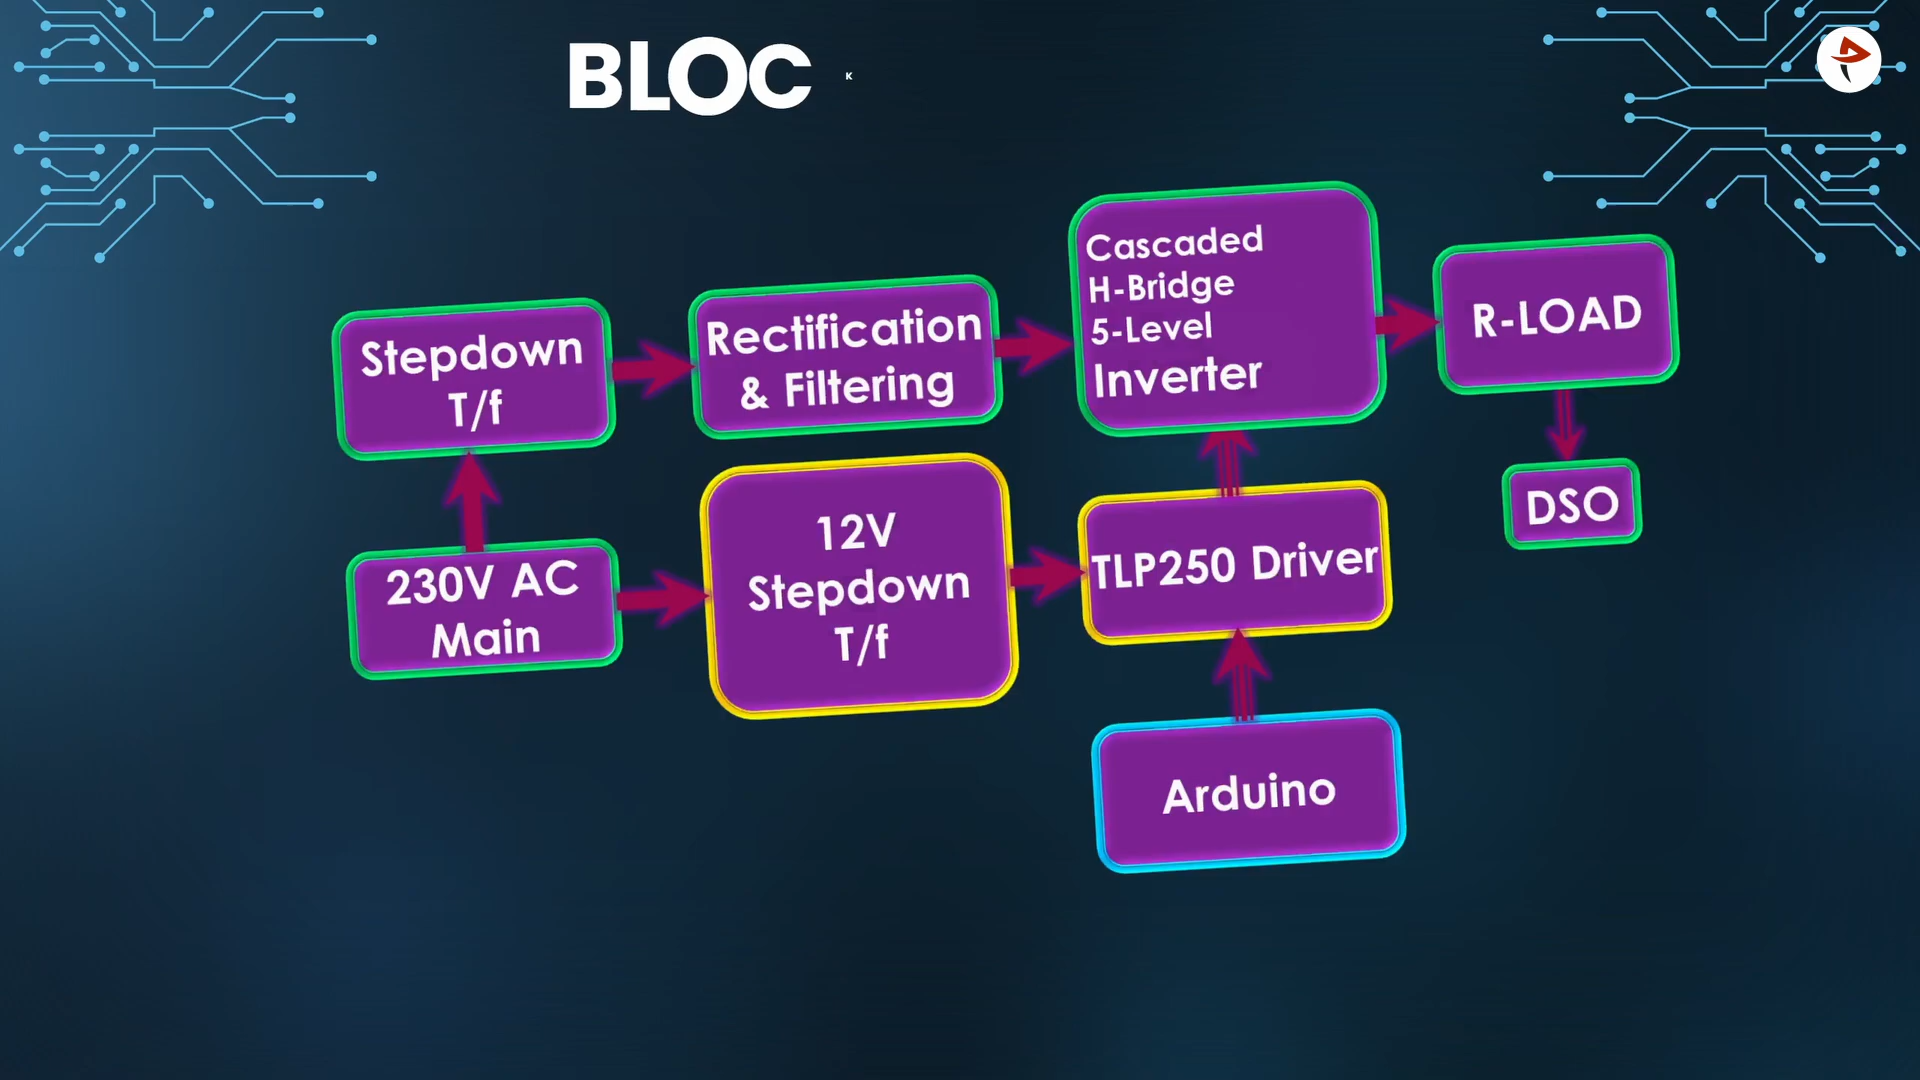 BLOC K
Stepdown
T/f
Rectification
& Filtering
Cascaded
H-Bridge
5-Level
Inverter
R-LOAD
DSO
230V AC
Main
12V
Stepdown
T/f
TLP250 Driver
Arduino